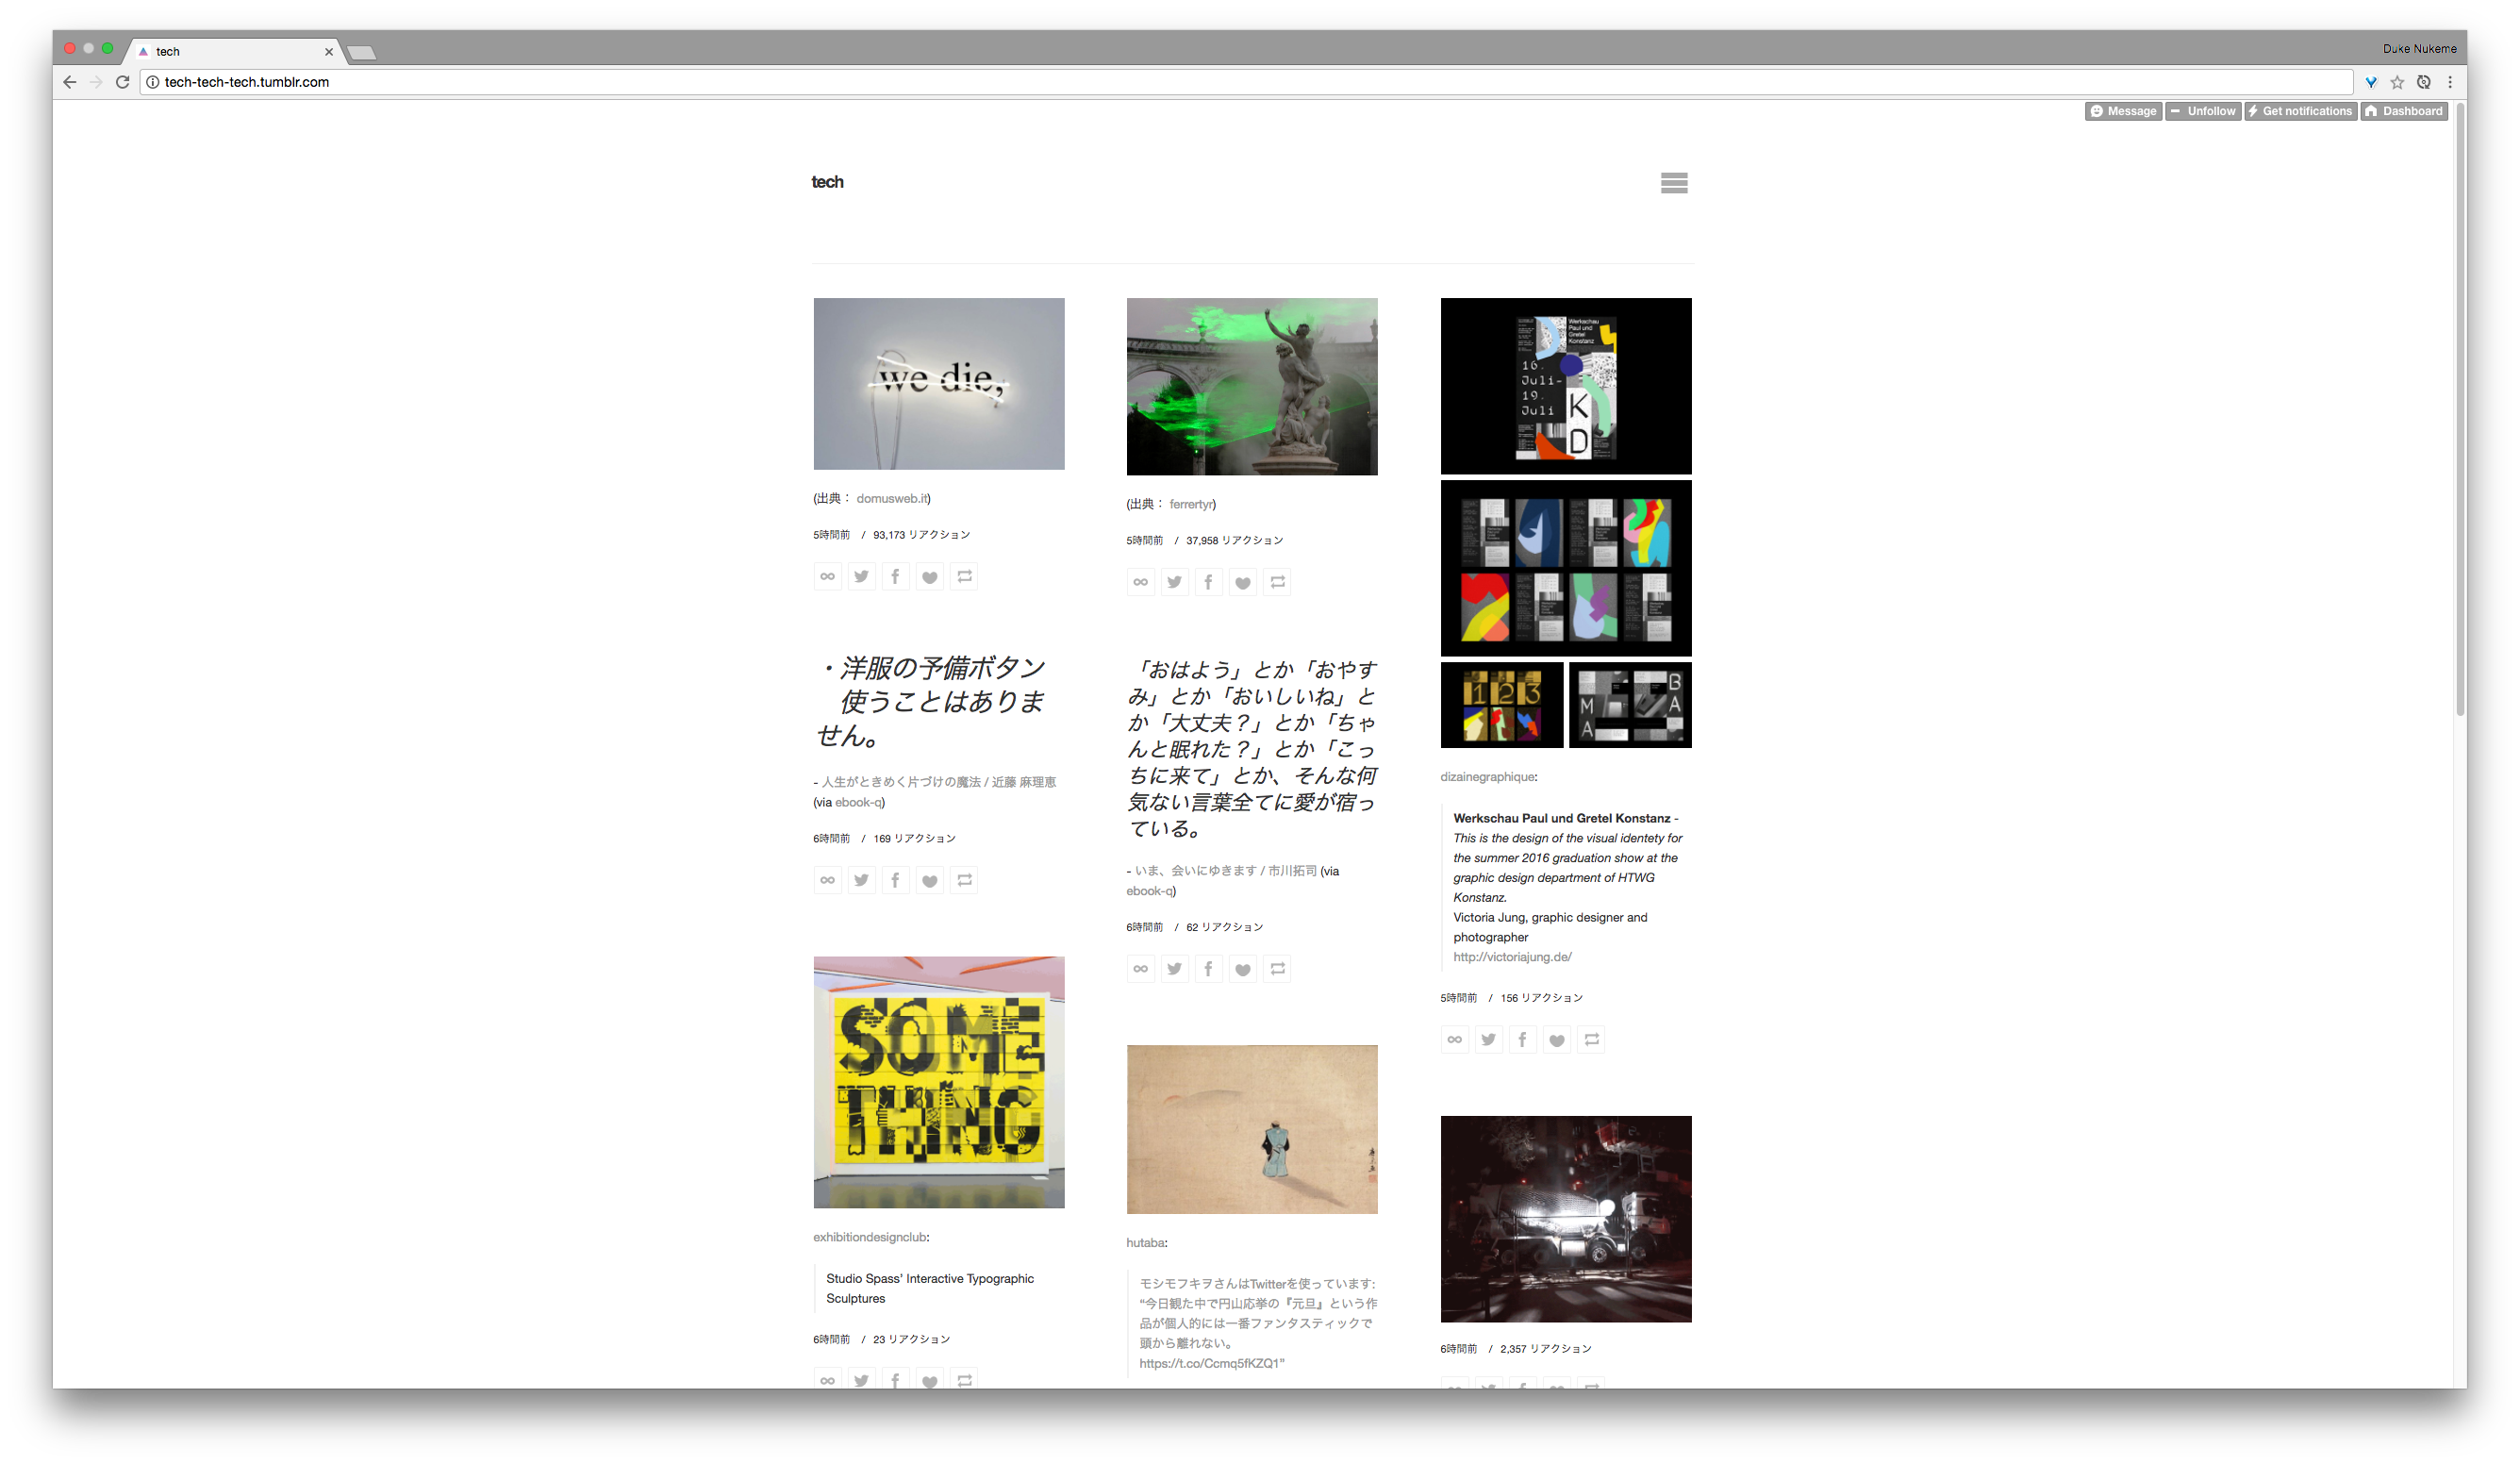 tech
Duke Nukeme
tech-tech-tech.tumblr.com
Message
Unfollow
Get notifications
Dashboard
tech
we die,
(出典： domusweb.it)
5時間前 / 93,173 リアクション
・洋服の予備ボタン
使うことはありま
せん。
- 人生がときめく片づけの魔法 / 近藤 麻理恵
(via ebook-q)
6時間前 / 169 リアクション
SOME
THING
exhibitiondesignclub:
Studio Spass’ Interactive Typographic
Sculptures
6時間前 / 23 リアクション
(出典： ferrertyr)
5時間前 / 37,958 リアクション
「おはよう」とか「おやす
み」とか「おいしいね」と
か「大丈夫？」とか「ちゃ
んと眠れた？」とか「こっ
ちに来て」とか、そんな何
気ない言葉全てに愛が宿っ
ている。
- いま、会いにゆきます / 市川拓司 (via
ebook-q)
6時間前 / 62 リアクション
hutaba:
モシモフキヲさんはTwitterを使っています:
“今日観た中で円山応挙の『元旦』という作
品が個人的には一番ファンタスティックで
頭から離れない。
https://t.co/Ccmq5fKZQ1”
Werkschau
Paul und
Gretel
Konstanz
16.
Juli-
19.
Juli
K
D
123
M
A
B
A
dizainegraphique:
Werkschau Paul und Gretel Konstanz -
This is the design of the visual identety for
the summer 2016 graduation show at the
graphic design department of HTWG
Konstanz.
Victoria Jung, graphic designer and
photographer
http://victoriajung.de/
5時間前 / 156 リアクション
6時間前 / 2,357 リアクション